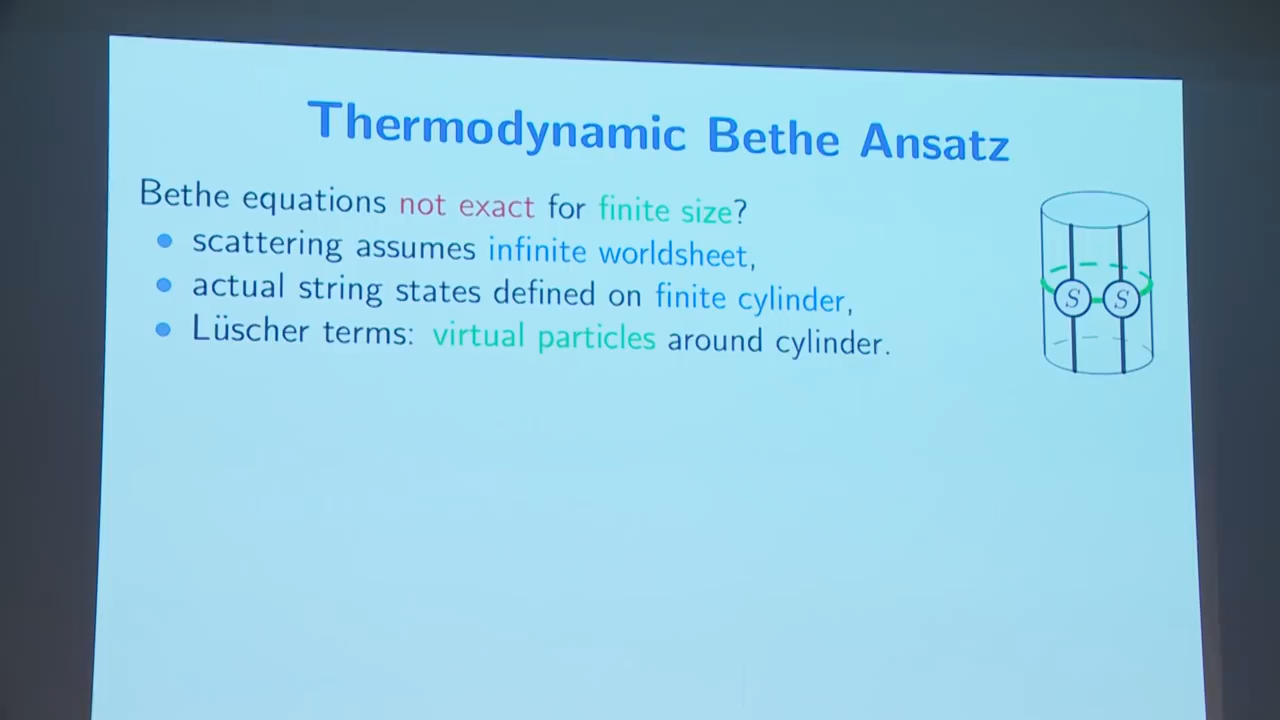 Thermodynamic Bethe Ansatz
Bethe equations not exact for finite size?
• scattering assumes infinite worldsheet,
• actual string states defined on finite cylinder,
• Lüscher terms: virtual particles around cylinder.
S S